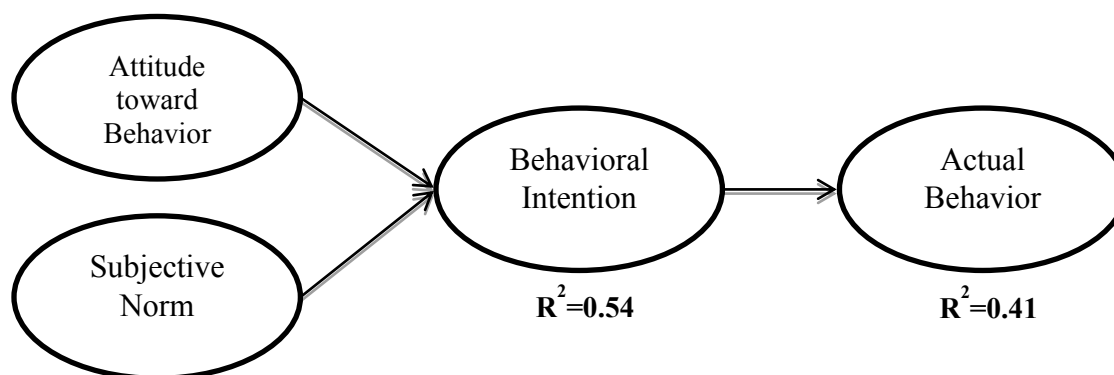 Attitude
toward
Behavior
Subjective
Norm
Behavioral
Intention
R²=0.54
Actual
Behavior
R²=0.41